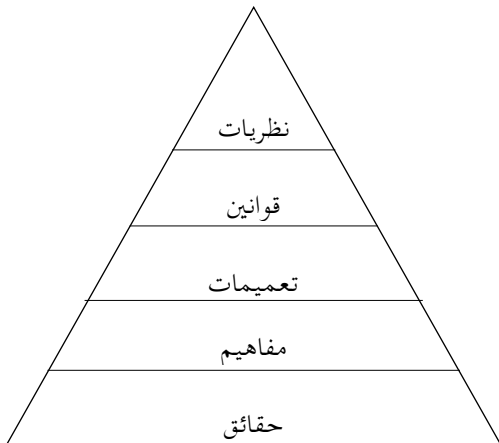 نظريات
قوانين
تعميمات
مفاهيم
حقائق